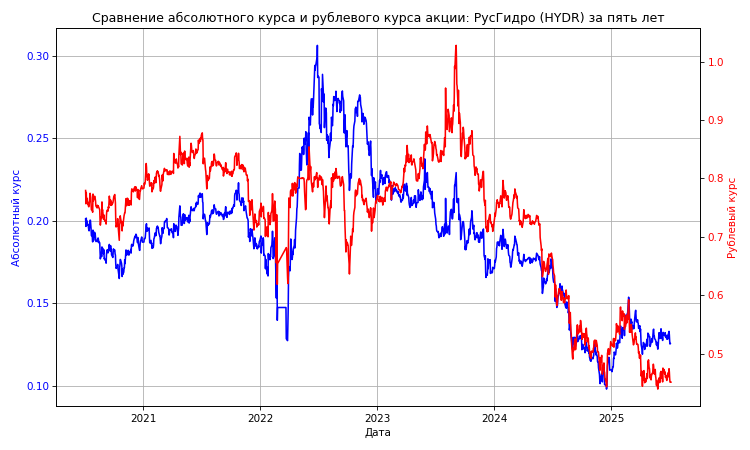 Сравнение абсолютного курса и рублевого курса акции: РусГидро (HYDR) за пять лет
0.30
0.25
0.20
0.15
0.10
Абсолютный курс
1.0
0.9
0.8
0.7
0.6
0.5
Рублевый курс
2021 2022 2023 2024 2025
Дата